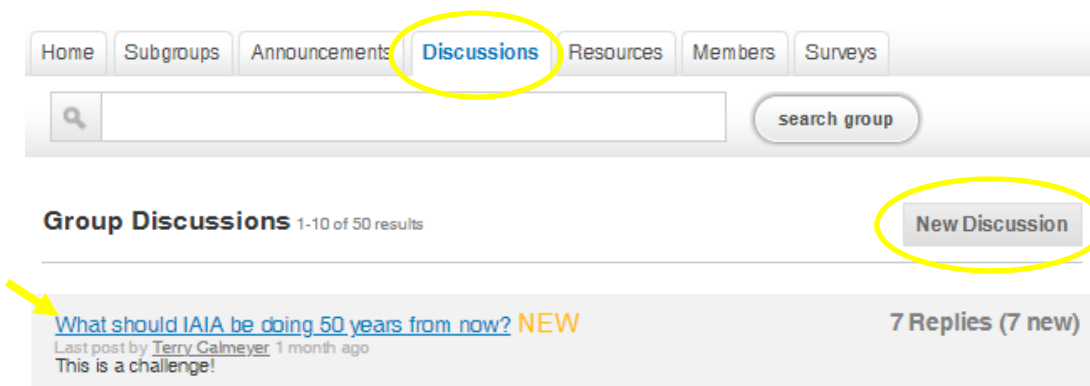 Home Subgroups Announcements Discussions Resources Members Surveys
search group
Group Discussions 1-10 of 50 results New Discussion
What should IAIA be doing 50 years from now? NEW 7 Replies (7 new)
Last post by Terry Calmeyer 1 month ago
This is a challenge!